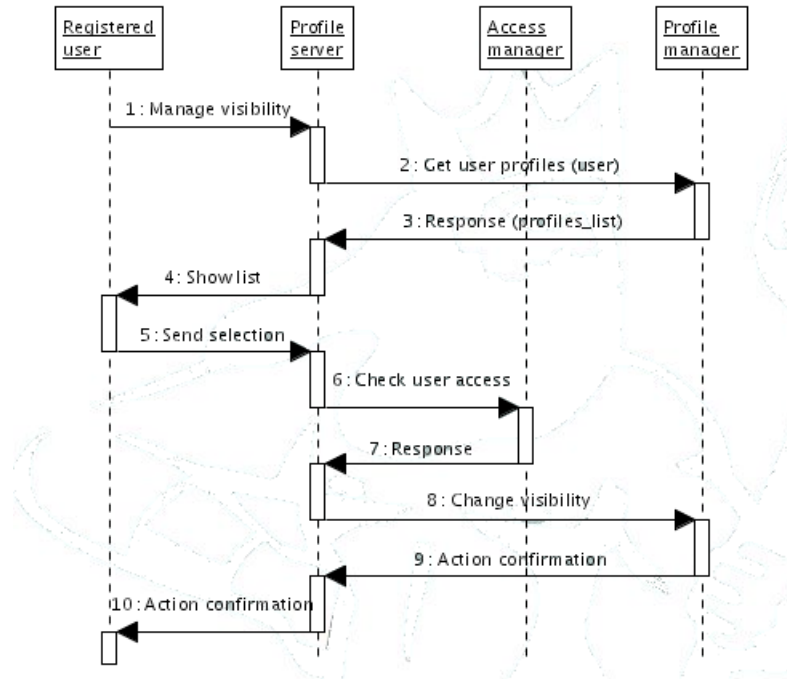 Registered
user
Profile
server
Access
manager
Profile
manager
1: Manage visibility
2: Get user profiles (user)
3: Response (profiles_list)
4: Show list
5: Send selection
6: Check user access
7: Response
8: Change visibility
9: Action confirmation
10: Action confirmation